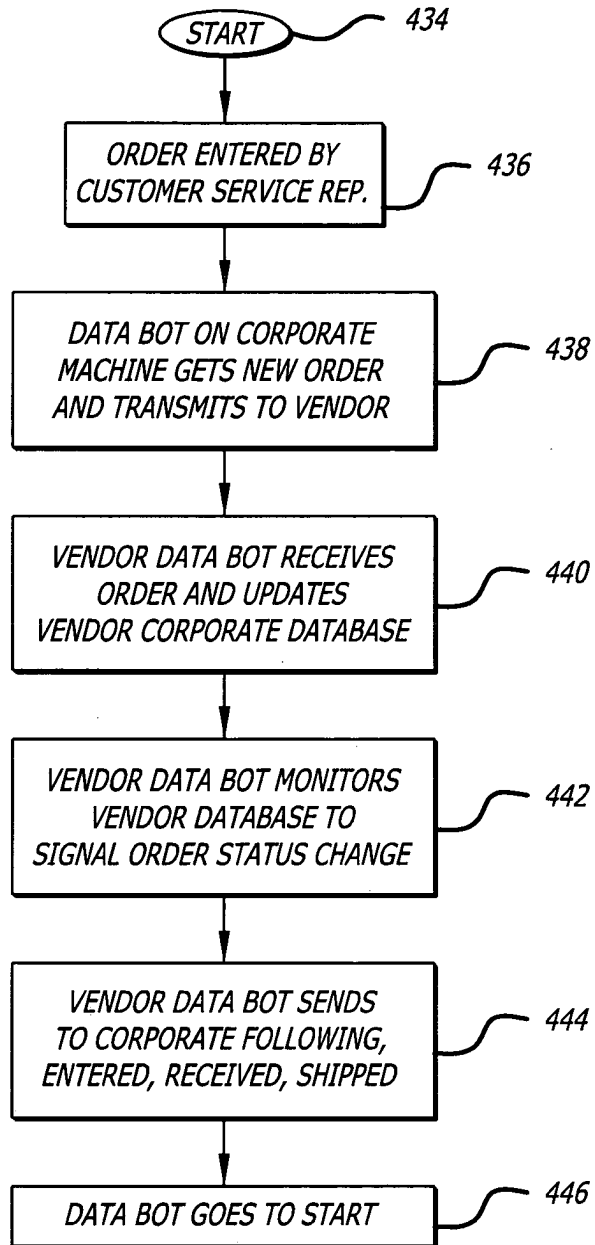 START
434
ORDER ENTERED BY
CUSTOMER SERVICE REP.
436
DATA BOT ON CORPORATE
MACHINE GETS NEW ORDER
AND TRANSMITS TO VENDOR
438
VENDOR DATA BOT RECEIVES
ORDER AND UPDATES
VENDOR CORPORATE DATABASE
440
VENDOR DATA BOT MONITORS
VENDOR DATABASE TO
SIGNAL ORDER STATUS CHANGE
442
VENDOR DATA BOT SENDS
TO CORPORATE FOLLOWING,
ENTERED, RECEIVED, SHIPPED
444
DATA BOT GOES TO START
446